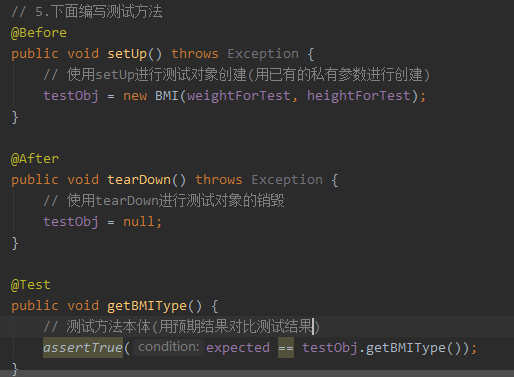 // 5.下面编写测试方法
@Before
public void setUp() throws Exception {
// 使用setUp进行测试对象创建(用已有的私有参数进行创建)
testObj = new BMI(weightForTest, heightForTest);
}
@After
public void tearDown() throws Exception {
// 使用tearDown进行测试对象的销毁
testObj = null;
}
@Test
public void getBMIType() {
// 测试方法本体(用预期结果对比测试结果)
assertTrue( condition: expected == testObj.getBMIType());
}